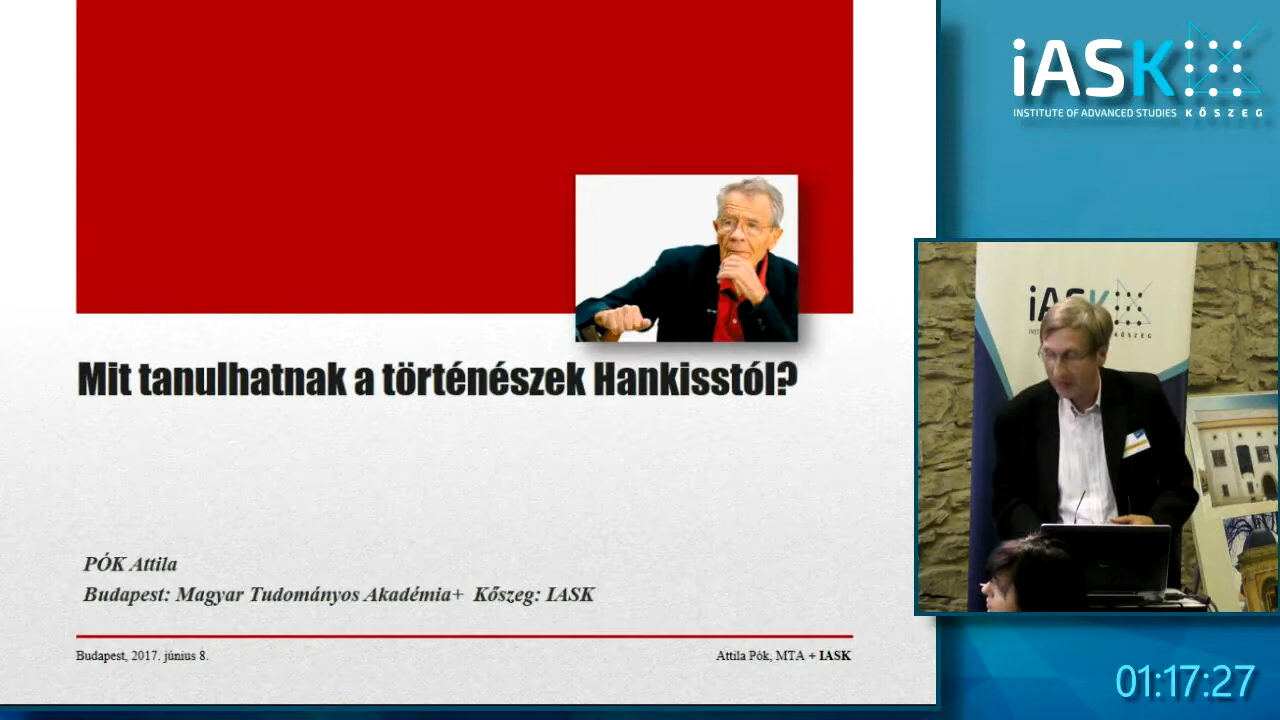 iASK
INSTITUTE OF ADVANCED STUDIES KŐSZEG
iASK
KŐSZEG
Mit tanulhatnak a történészek Hankisstól?
PÓK Attila
Budapest: Magyar Tudományos Akadémia+ Kőszeg: IASK
Budapest, 2017. június 8.
Attila Pók, MTA + IASK
01:17:27